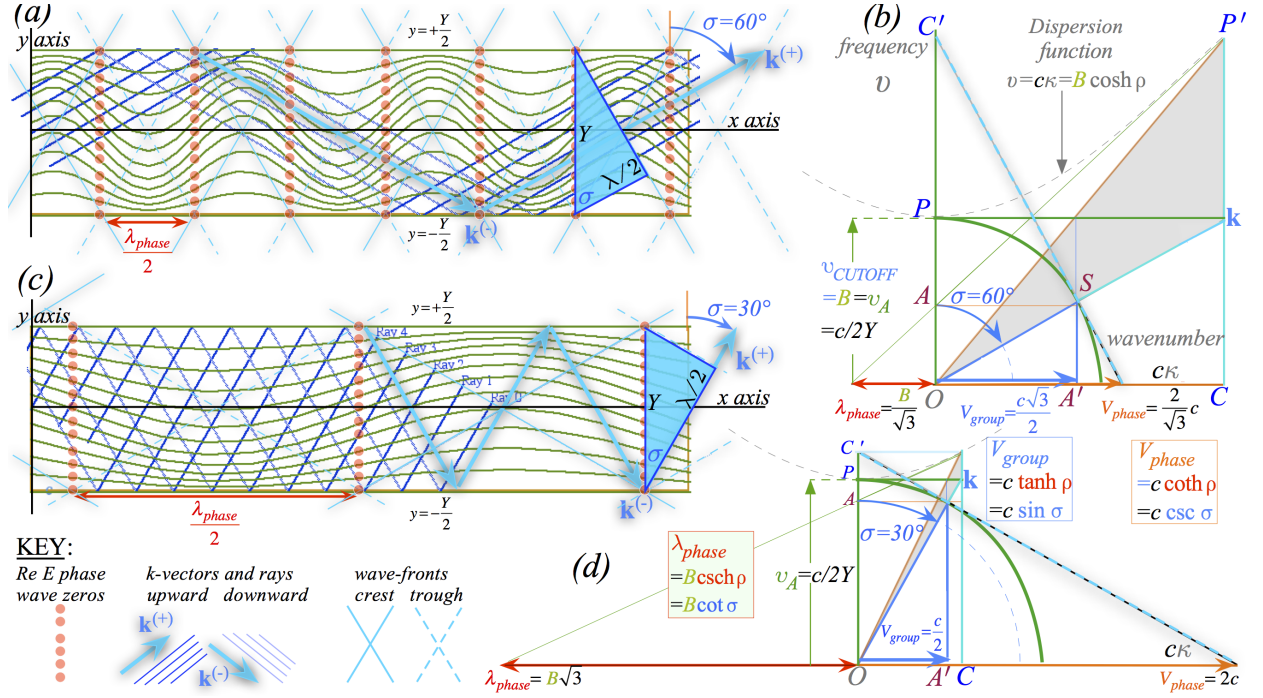 (a)
y axis
y=+Y/2
σ=60°
k(+)
x axis
Y
λ/2
σ
y=-Y/2
k(-)
λphase/2
(b)
C′
P′
frequency
υ
Dispersion
function
υ=cκ=B cosh ρ
P
k
υCUTOFF
=B=υA
=c/2Y
A
σ=60°
S
wavenumber
cκ
B
λphase=B/√3
O
Vgroup=c√3/2
A′
Vphase=2/√3 c
C
(c)
y axis
y=+Y/2
σ=30°
k(+)
Ray 4
Ray 3
Ray 2
Ray 1
Ray 0
x axis
Y
λ/2
σ
y=-Y/2
k(-)
λphase/2
Vgroup
=c tanh ρ
=c sin σ
Vphase
=c coth ρ
=c csc σ
(d)
C′
P
A
k
σ=30°
λphase
=B csch ρ
=B cot σ
υA=c/2Y
Vgroup=c/2
cκ
λphase= B√3
O
A′
C
Vphase=2c
KEY:
Re E phase
wave zeros
k-vectors and rays
upward downward
k(+)
k(-)
wave-fronts
crest trough